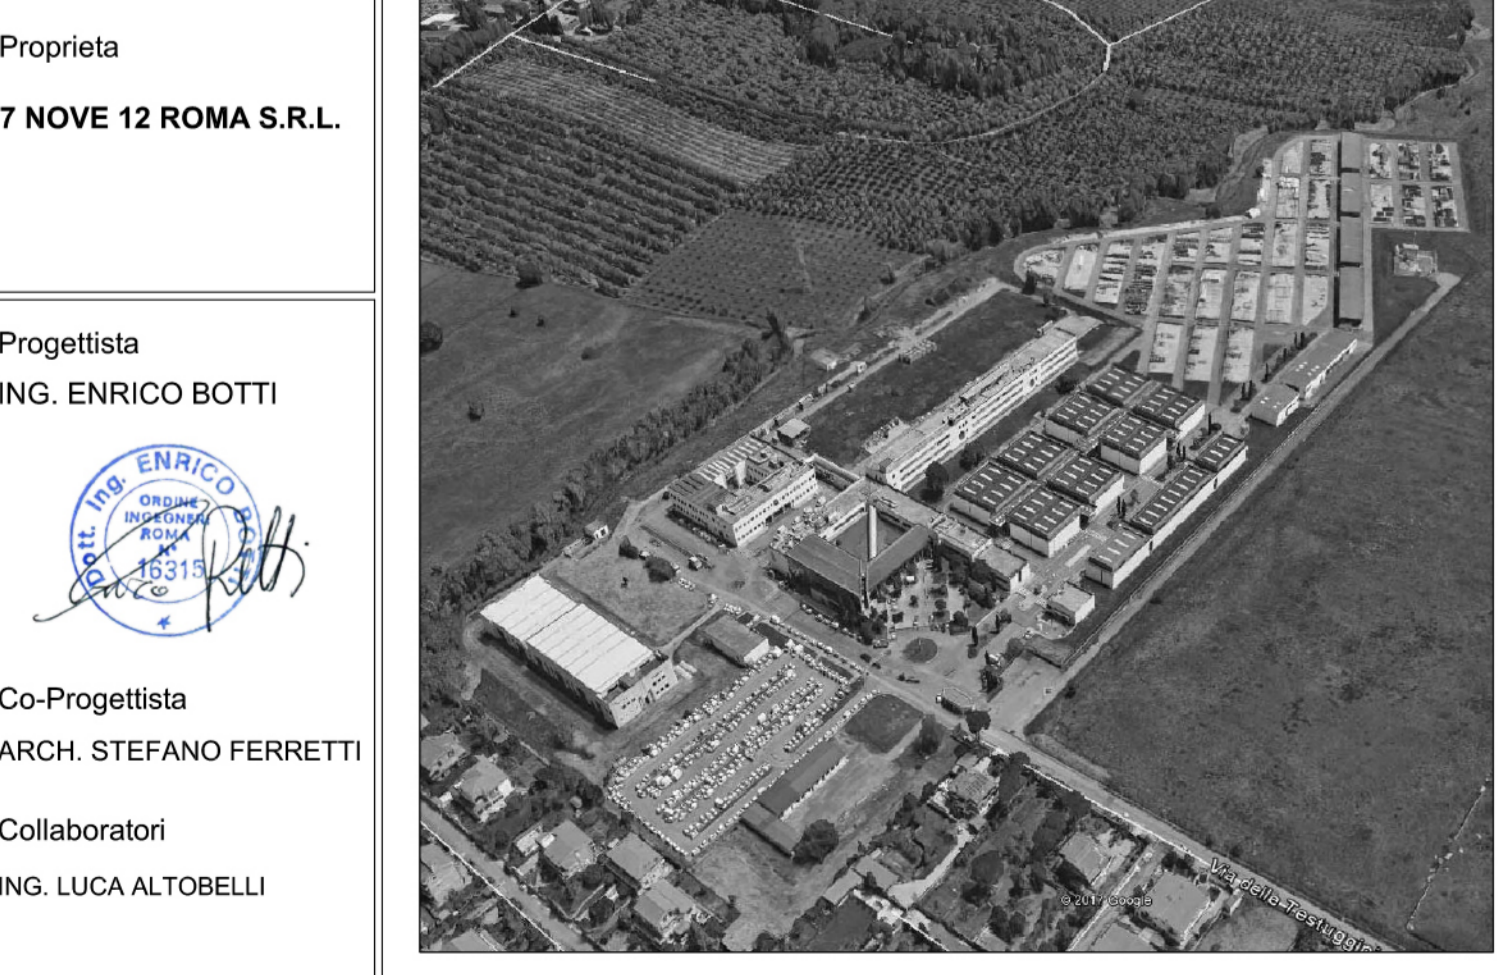 Proprieta
7 NOVE 12 ROMA S.R.L.
Progettista
ING. ENRICO BOTTI
Dott. Ing. ENRICO BOTTI
ORDINE
INGEGNERI
ROMA
N°
16315
Co-Progettista
ARCH. STEFANO FERRETTI
Collaboratori
ING. LUCA ALTOBELLI
© 2017 Google
Via della